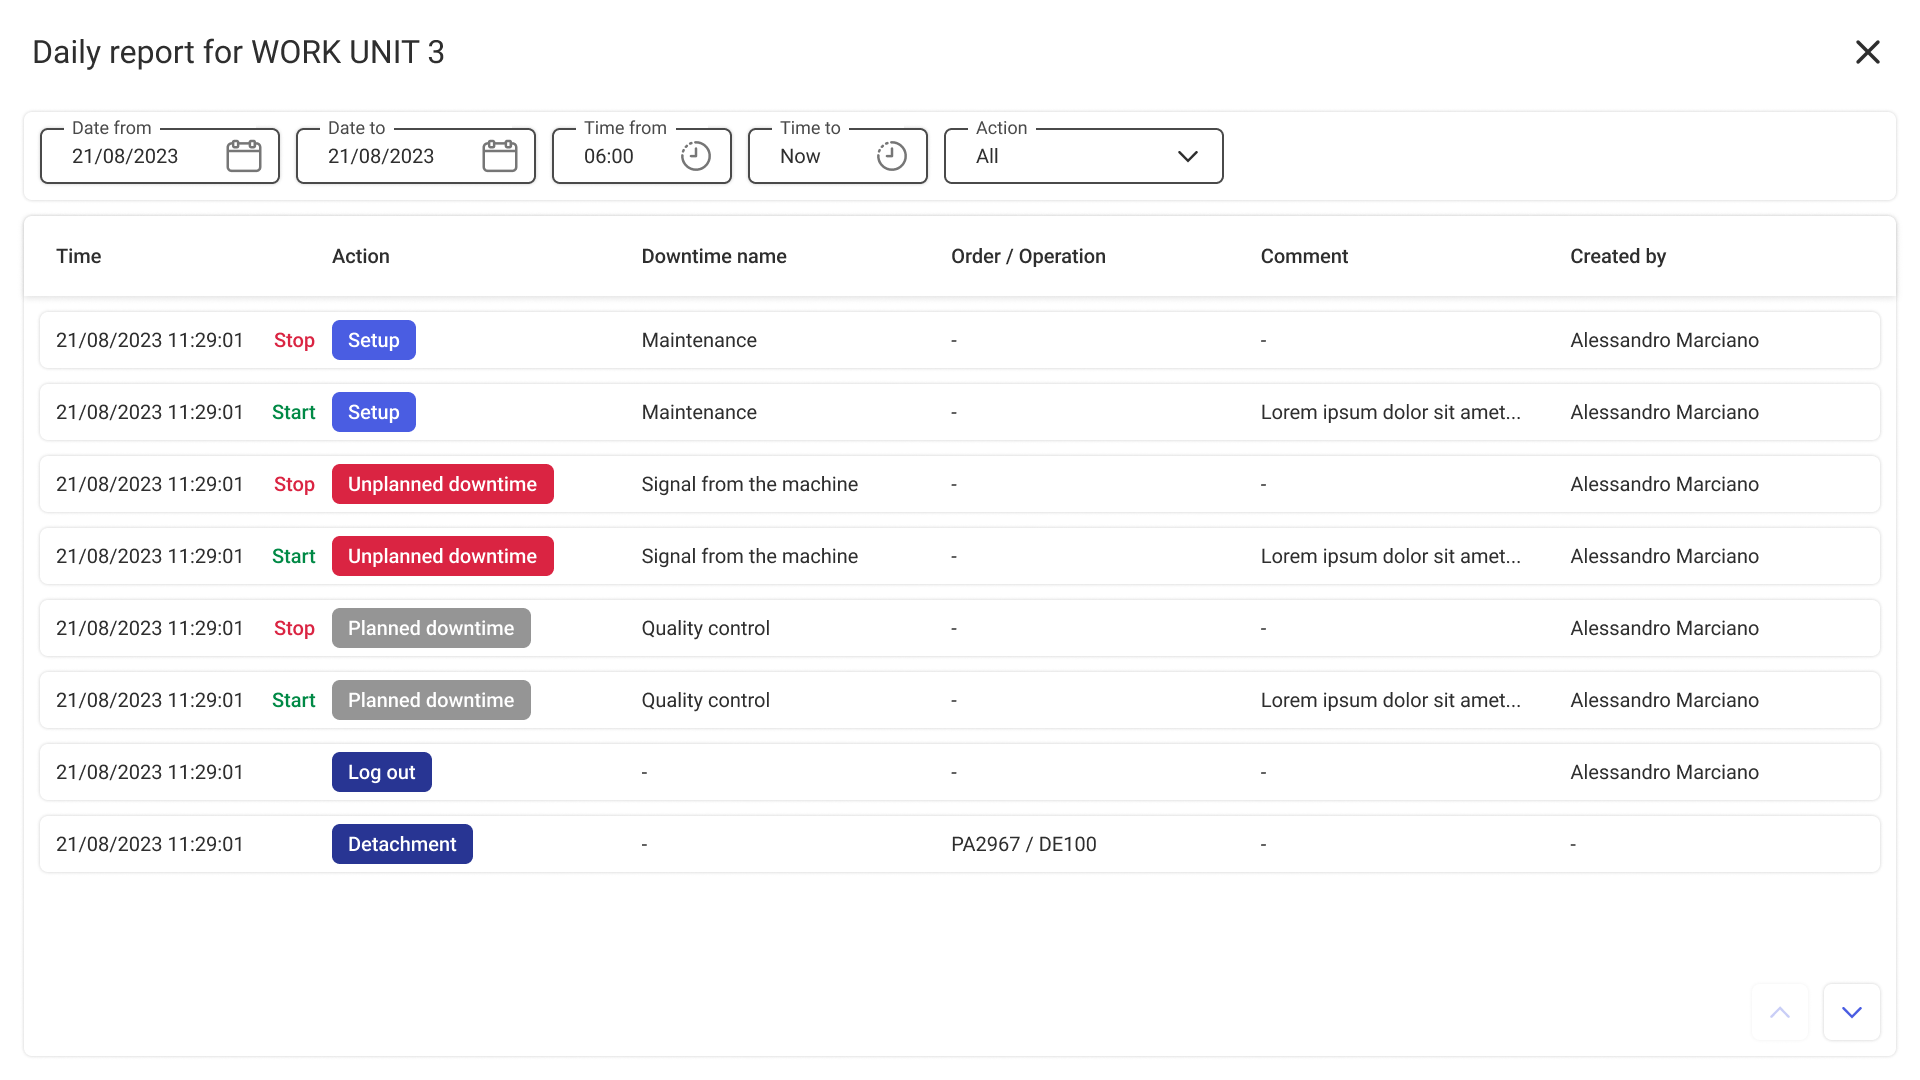 Daily report for WORK UNIT 3
Date from Date to Time from Time to Action
21/08/2023 21/08/2023 06:00 Now All
Time Action Downtime name Order / Operation Comment Created by
21/08/2023 11:29:01 Stop Setup Maintenance - - Alessandro Marciano
21/08/2023 11:29:01 Start Setup Maintenance - Lorem ipsum dolor sit amet... Alessandro Marciano
21/08/2023 11:29:01 Stop Unplanned downtime Signal from the machine - - Alessandro Marciano
21/08/2023 11:29:01 Start Unplanned downtime Signal from the machine - Lorem ipsum dolor sit amet... Alessandro Marciano
21/08/2023 11:29:01 Stop Planned downtime Quality control - - Alessandro Marciano
21/08/2023 11:29:01 Start Planned downtime Quality control - Lorem ipsum dolor sit amet... Alessandro Marciano
21/08/2023 11:29:01 Log out - - - Alessandro Marciano
21/08/2023 11:29:01 Detachment - PA2967 / DE100 - -